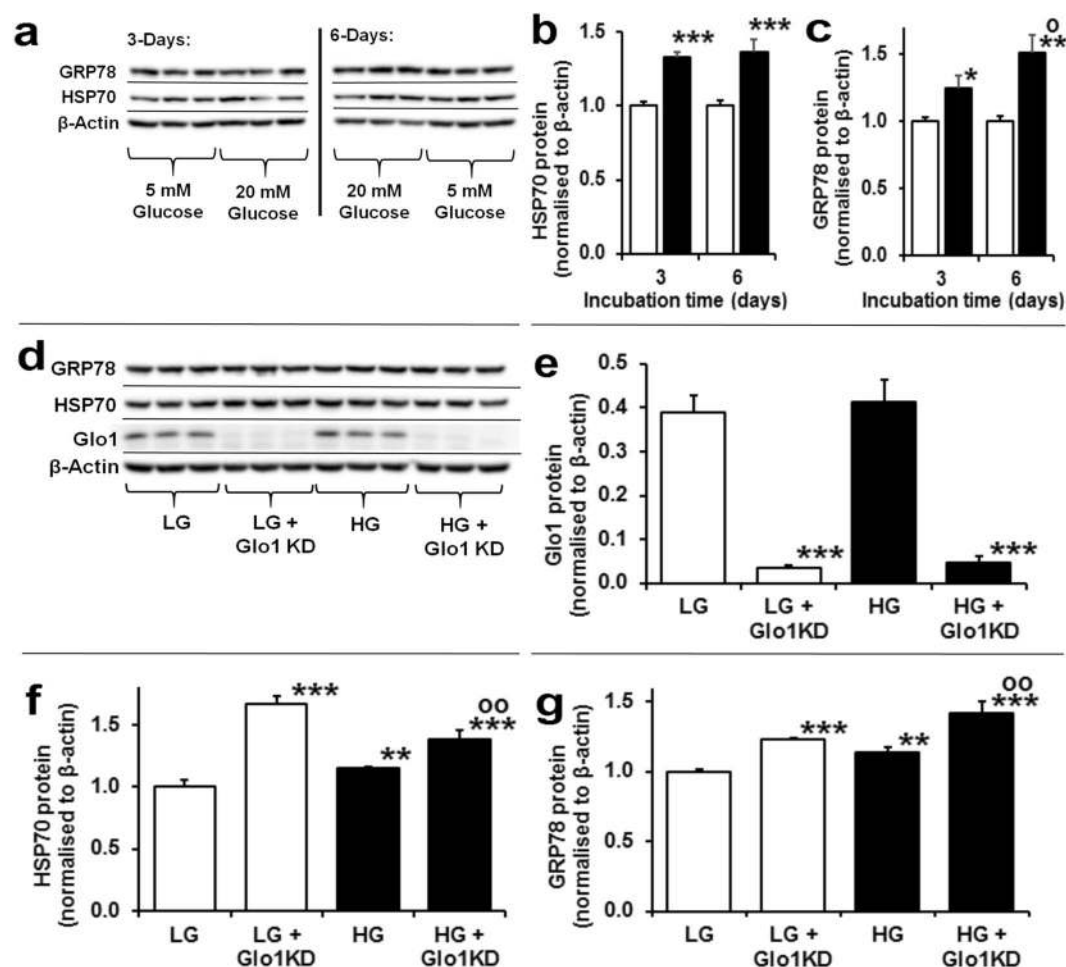 a
3-Days:
6-Days:
GRP78
HSP70
β-Actin
5 mM
Glucose
20 mM
Glucose
20 mM
Glucose
5 mM
Glucose
b
HSP70 protein
(normalised to β-actin)
1.5
1.0
0.5
0.0
***
***
3
6
Incubation time (days)
c
GRP78 protein
(normalised to β-actin)
2.0
1.5
1.0
0.5
0.0
*
o
**
3
6
Incubation time (days)
d
GRP78
HSP70
Glo1
β-Actin
LG
LG +
Glo1 KD
HG
HG +
Glo1 KD
e
Glo1 protein
(normalised to β-actin)
0.5
0.4
0.3
0.2
0.1
0.0
***
***
LG
LG +
Glo1KD
HG
HG +
Glo1KD
f
HSP70 protein
(normalised to β-actin)
1.5
1.0
0.5
0.0
***
**
oo
***
LG
LG +
Glo1KD
HG
HG +
Glo1KD
g
GRP78 protein
(normalised to β-actin)
1.5
1.0
0.5
0.0
***
**
oo
***
LG
LG +
Glo1KD
HG
HG +
Glo1KD